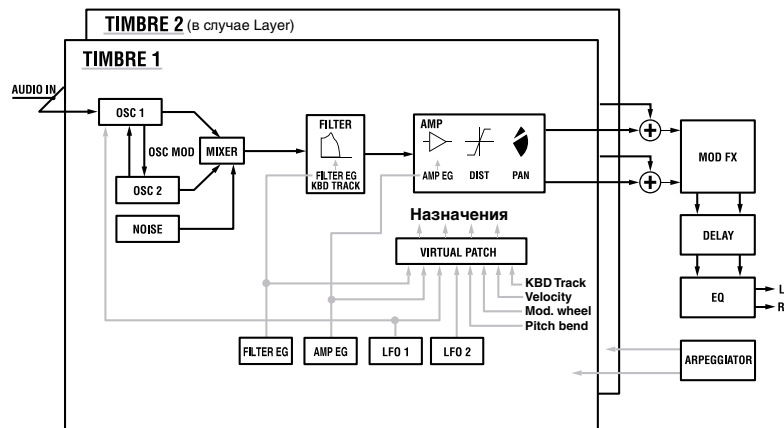 TIMBRE 2 (в случае Layer)
TIMBRE 1
AUDIO IN
OSC 1
OSC MOD
MIXER
OSC 2
NOISE
FILTER
FILTER EG
KBD TRACK
AMP
AMP EG
DIST
PAN
MOD FX
DELAY
EQ
L
R
Назначения
VIRTUAL PATCH
KBD Track
Velocity
Mod. wheel
Pitch bend
FILTER EG
AMP EG
LFO 1
LFO 2
ARPEGGIATOR